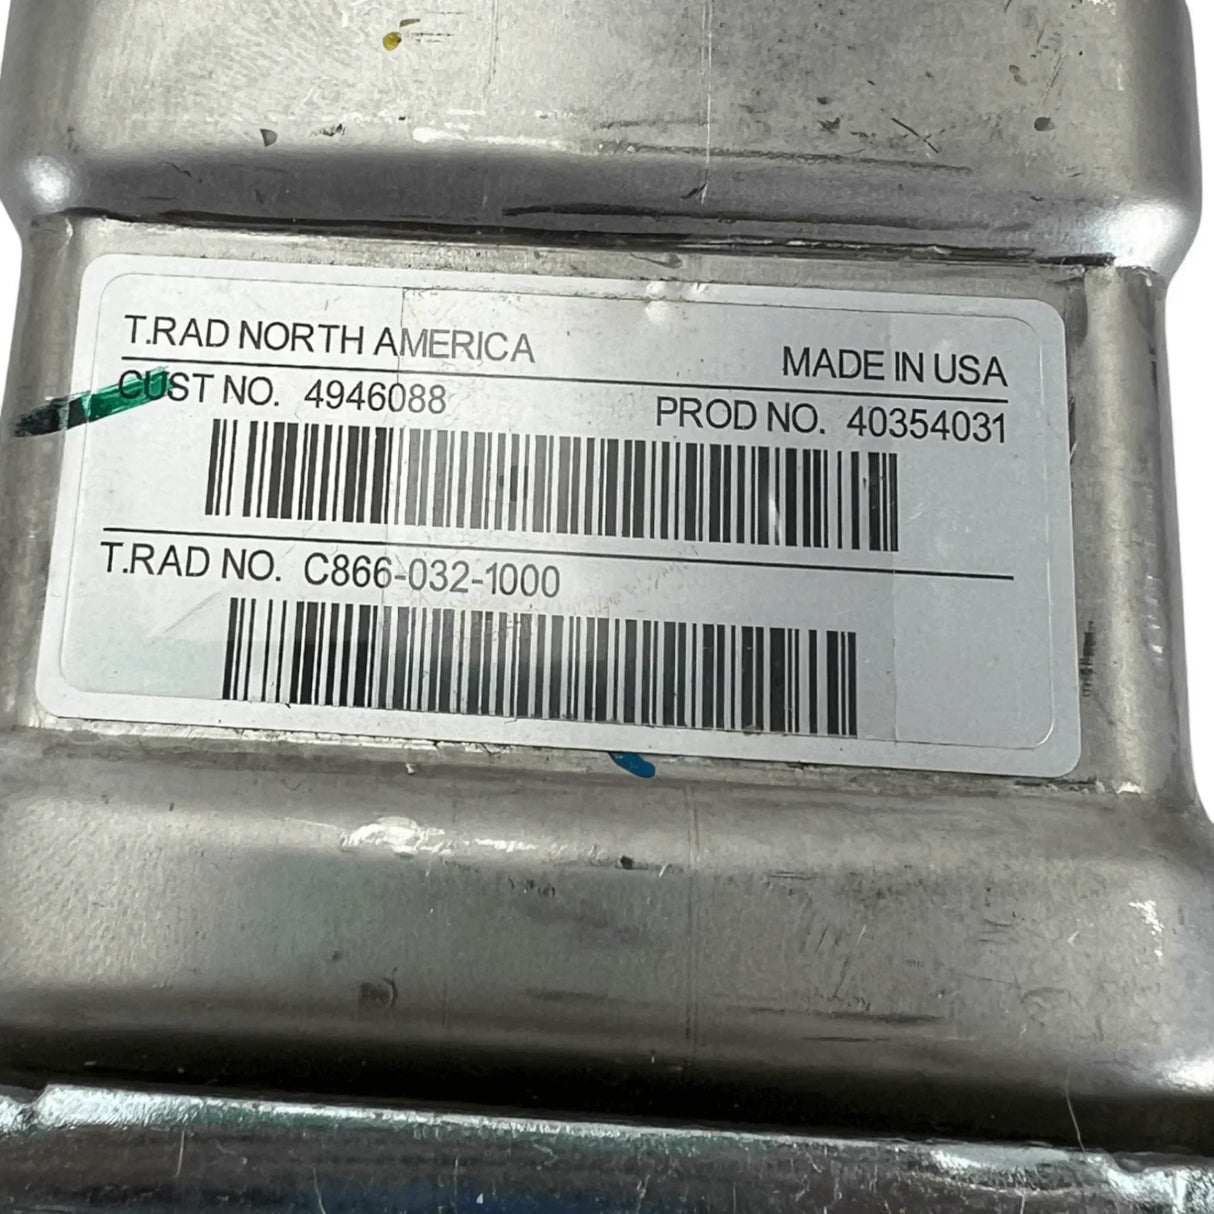 T.RAD NORTH AMERICA MADE IN USA
CUST NO. 4946088 PROD NO. 40354031
T.RAD NO. C866-032-1000